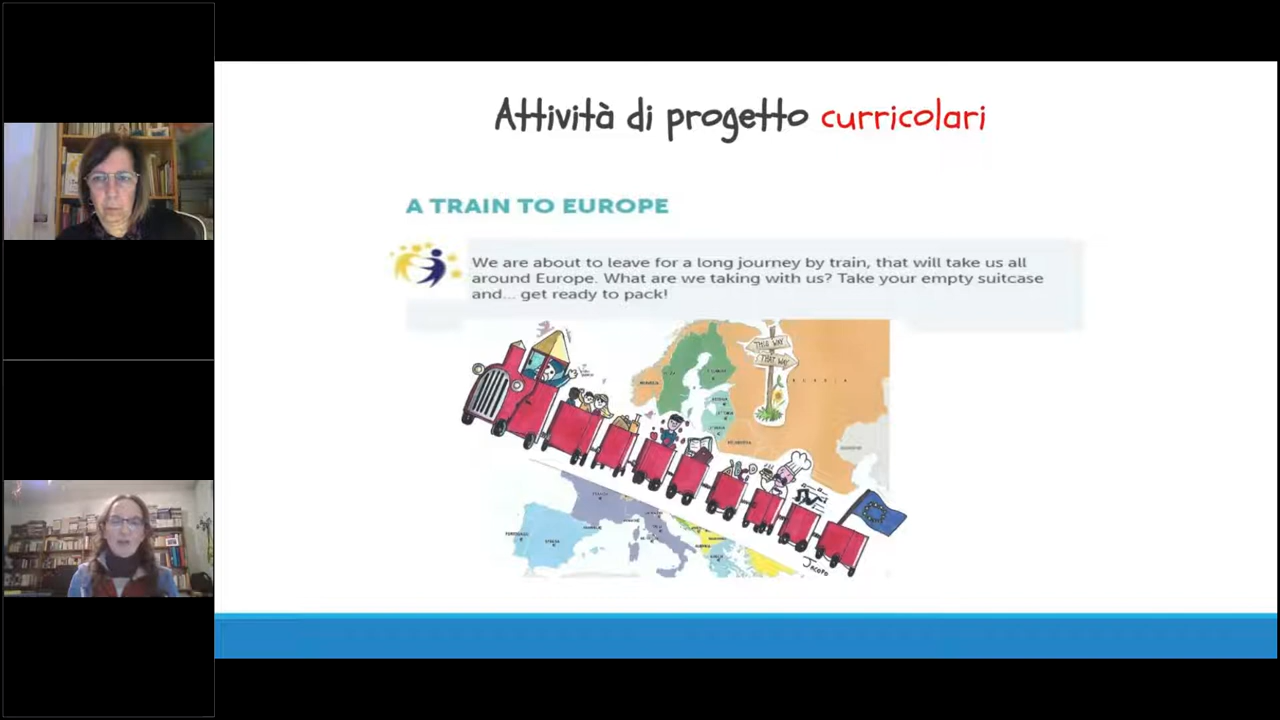 Attività di progetto curricolari
A TRAIN TO EUROPE
We are about to leave for a long journey by train, that will take us all
around Europe. What are we taking with us? Take your empty suitcase
and... get ready to pack!
THIS WAY
THAT WAY
Jacopo